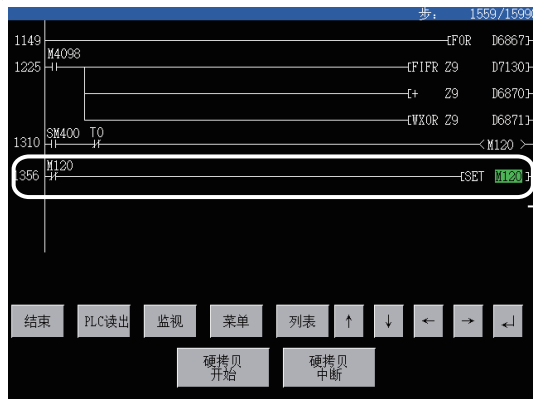 步: 1559/15990
1149 [FOR D6867]
M4098
1225 [FIFR Z9 D7130]
[+ Z9 D6870]
[WXOR Z9 D6871]
SM400 T0
1310 < M120 >
M120
1356 [SET M120]
结束 PLC读出 监视 菜单 列表 ↑ ↓ ← → ↲
硬拷贝 硬拷贝
开始 中断